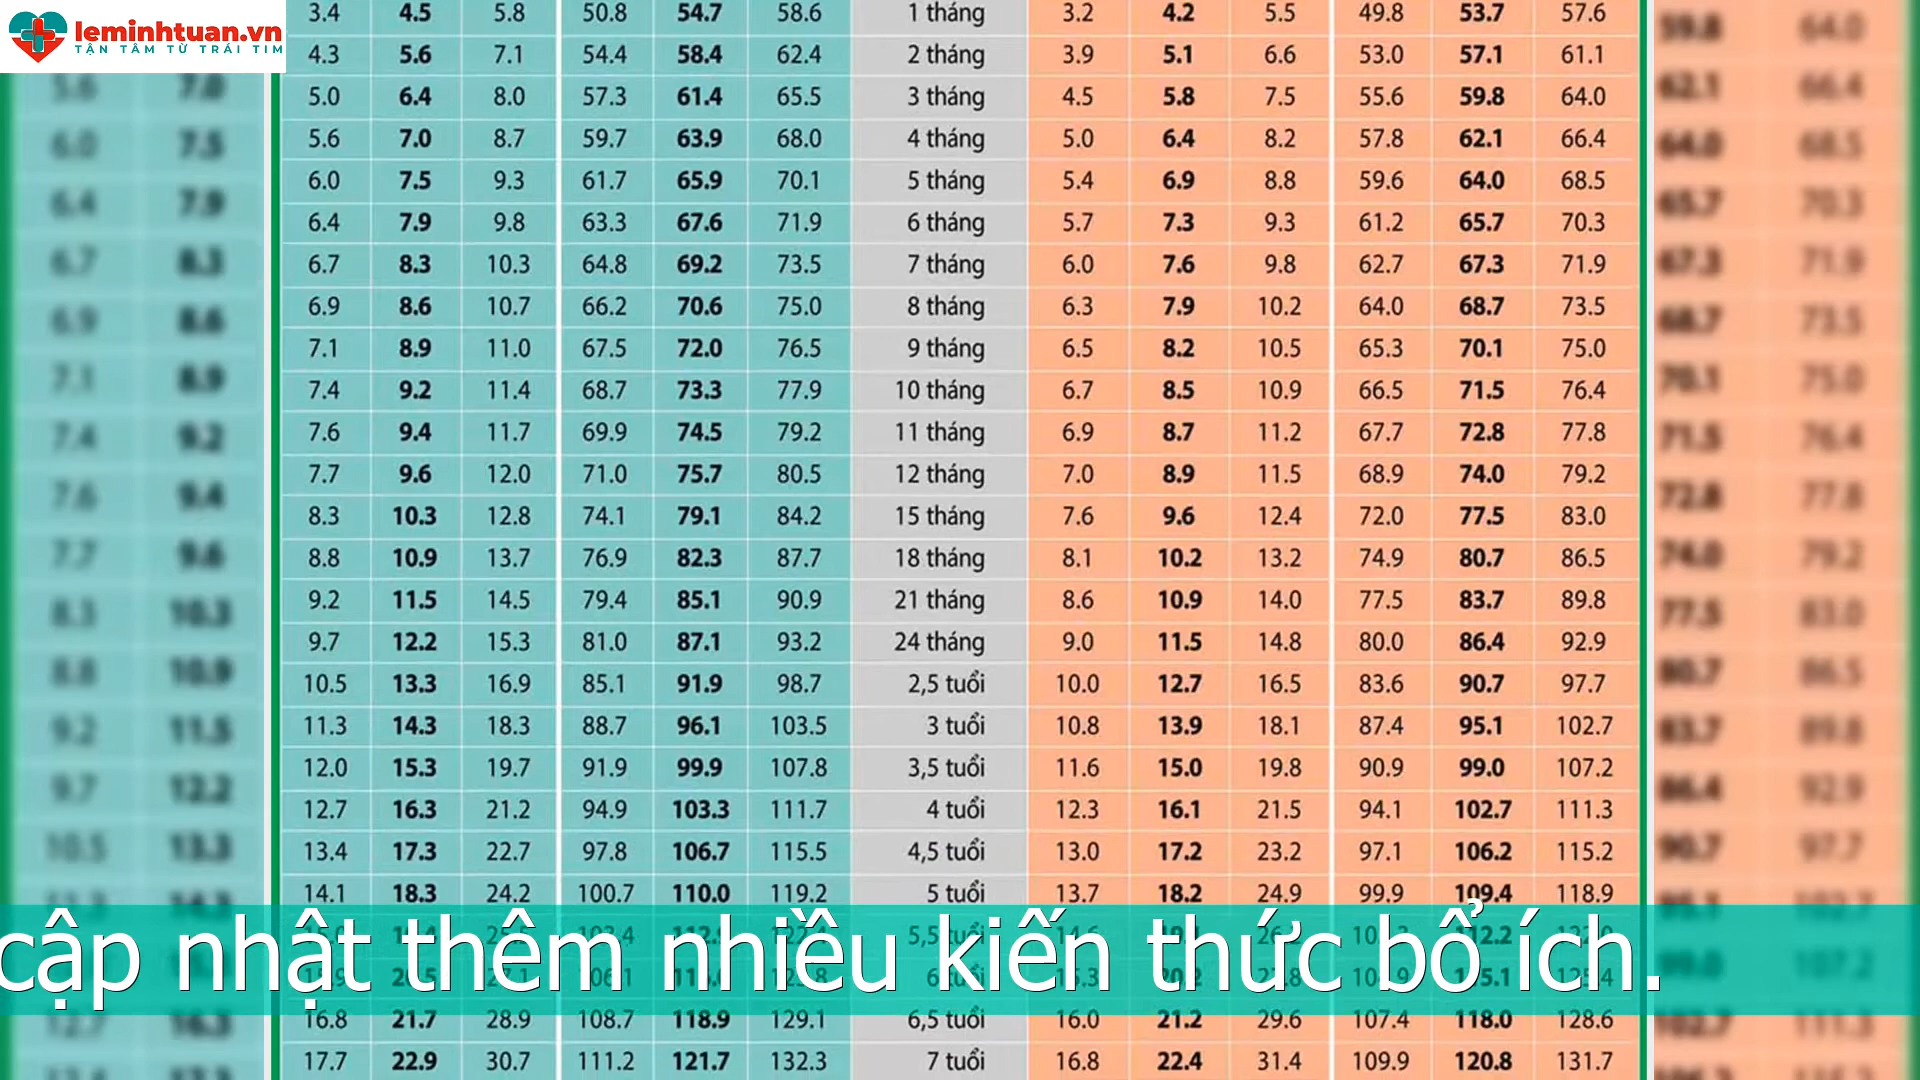 leminhtuan.vn
TẬN TÂM TỪ TRÁI TIM
3.4 4.5 5.8 50.8 54.7 58.6 1 tháng 3.2 4.2 5.5 49.8 53.7 57.6
4.3 5.6 7.1 54.4 58.4 62.4 2 tháng 3.9 5.1 6.6 53.0 57.1 61.1
5.0 6.4 8.0 57.3 61.4 65.5 3 tháng 4.5 5.8 7.5 55.6 59.8 64.0
5.6 7.0 8.7 59.7 63.9 68.0 4 tháng 5.0 6.4 8.2 57.8 62.1 66.4
6.0 7.5 9.3 61.7 65.9 70.1 5 tháng 5.4 6.9 8.8 59.6 64.0 68.5
6.4 7.9 9.8 63.3 67.6 71.9 6 tháng 5.7 7.3 9.3 61.2 65.7 70.3
6.7 8.3 10.3 64.8 69.2 73.5 7 tháng 6.0 7.6 9.8 62.7 67.3 71.9
6.9 8.6 10.7 66.2 70.6 75.0 8 tháng 6.3 7.9 10.2 64.0 68.7 73.5
7.1 8.9 11.0 67.5 72.0 76.5 9 tháng 6.5 8.2 10.5 65.3 70.1 75.0
7.4 9.2 11.4 68.7 73.3 77.9 10 tháng 6.7 8.5 10.9 66.5 71.5 76.4
7.6 9.4 11.7 69.9 74.5 79.2 11 tháng 6.9 8.7 11.2 67.7 72.8 77.8
7.7 9.6 12.0 71.0 75.7 80.5 12 tháng 7.0 8.9 11.5 68.9 74.0 79.2
8.3 10.3 12.8 74.1 79.1 84.2 15 tháng 7.6 9.6 12.4 72.0 77.5 83.0
8.8 10.9 13.7 76.9 82.3 87.7 18 tháng 8.1 10.2 13.2 74.9 80.7 86.5
9.2 11.5 14.5 79.4 85.1 90.9 21 tháng 8.6 10.9 14.0 77.5 83.7 89.8
9.7 12.2 15.3 81.0 87.1 93.2 24 tháng 9.0 11.5 14.8 80.0 86.4 92.9
10.5 13.3 16.9 85.1 91.9 98.7 2,5 tuổi 10.0 12.7 16.5 83.6 90.7 97.7
11.3 14.3 18.3 88.7 96.1 103.5 3 tuổi 10.8 13.9 18.1 87.4 95.1 102.7
12.0 15.3 19.7 91.9 99.9 107.8 3,5 tuổi 11.6 15.0 19.8 90.9 99.0 107.2
12.7 16.3 21.2 94.9 103.3 111.7 4 tuổi 12.3 16.1 21.5 94.1 102.7 111.3
13.4 17.3 22.7 97.8 106.7 115.5 4,5 tuổi 13.0 17.2 23.2 97.1 106.2 115.2
14.1 18.3 24.2 100.7 110.0 119.2 5 tuổi 13.7 18.2 24.9 99.9 109.4 118.9
cập nhật thêm nhiều kiến thức bổ ích.
16.8 21.7 28.9 108.7 118.9 129.1 6,5 tuổi 16.0 21.2 29.6 107.4 118.0 128.6
17.7 22.9 30.7 111.2 121.7 132.3 7 tuổi 16.8 22.4 31.4 109.9 120.8 131.7